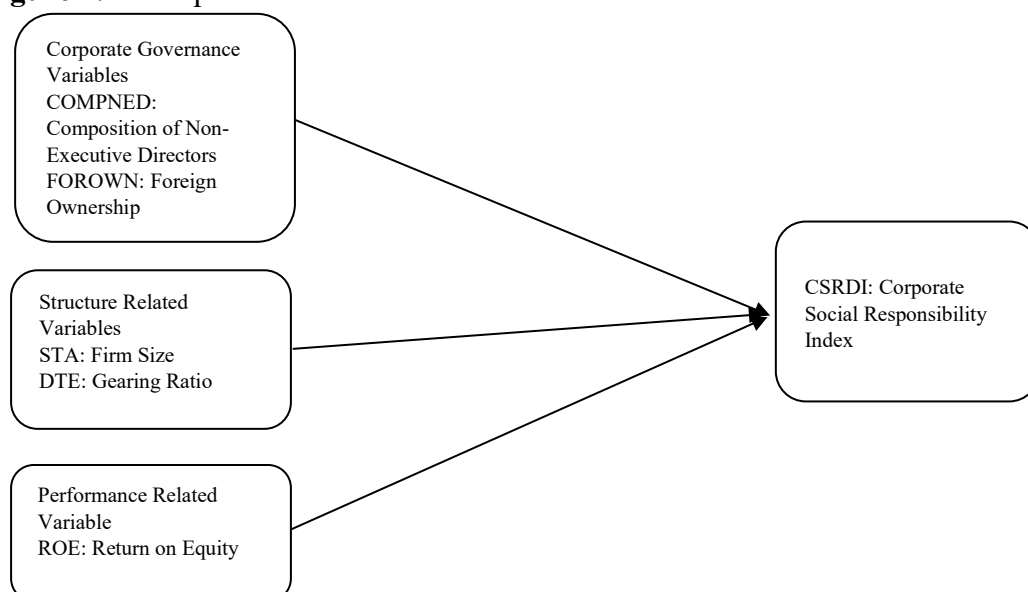 Corporate Governance
Variables
COMPNED:
Composition of Non-
Executive Directors
FOROWN: Foreign
Ownership
Structure Related
Variables
STA: Firm Size
DTE: Gearing Ratio
Performance Related
Variable
ROE: Return on Equity
CSRDI: Corporate
Social Responsibility
Index